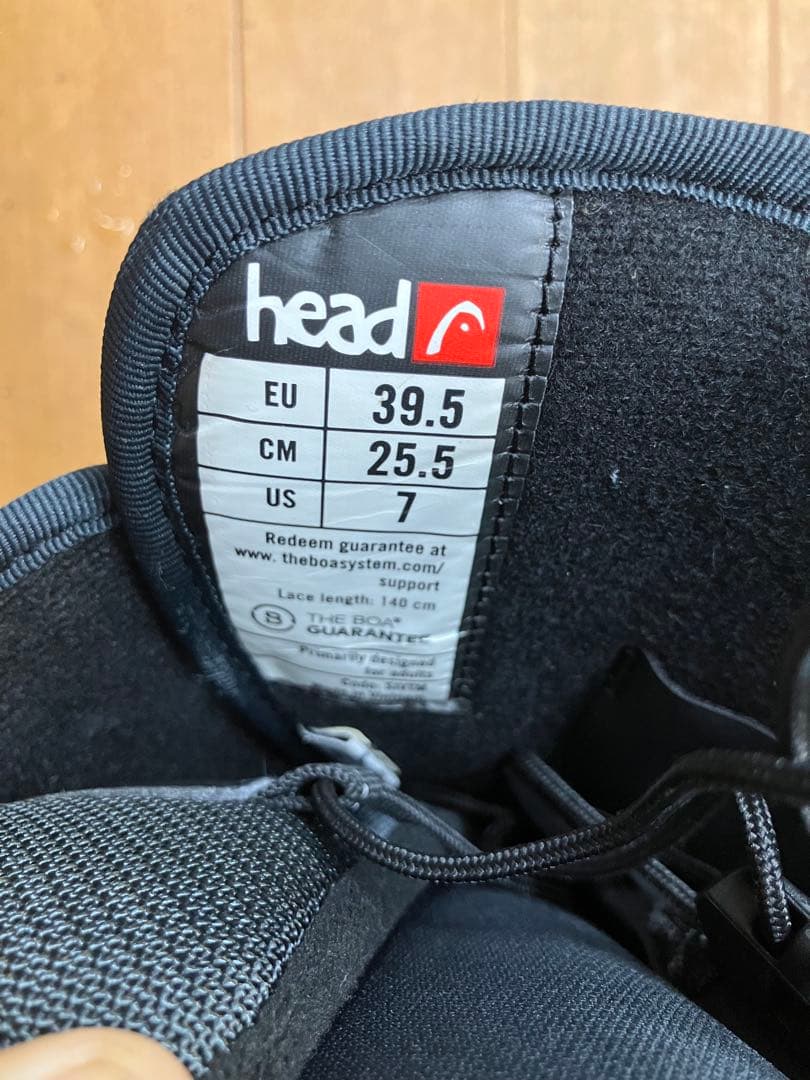 head
EU 39.5
CM 25.5
US 7
Redeem guarantee at
www. theboasystem.com/
support
Lace length: 140 cm
THE BOA®
GUARANTEE
Primarily designed
for adults